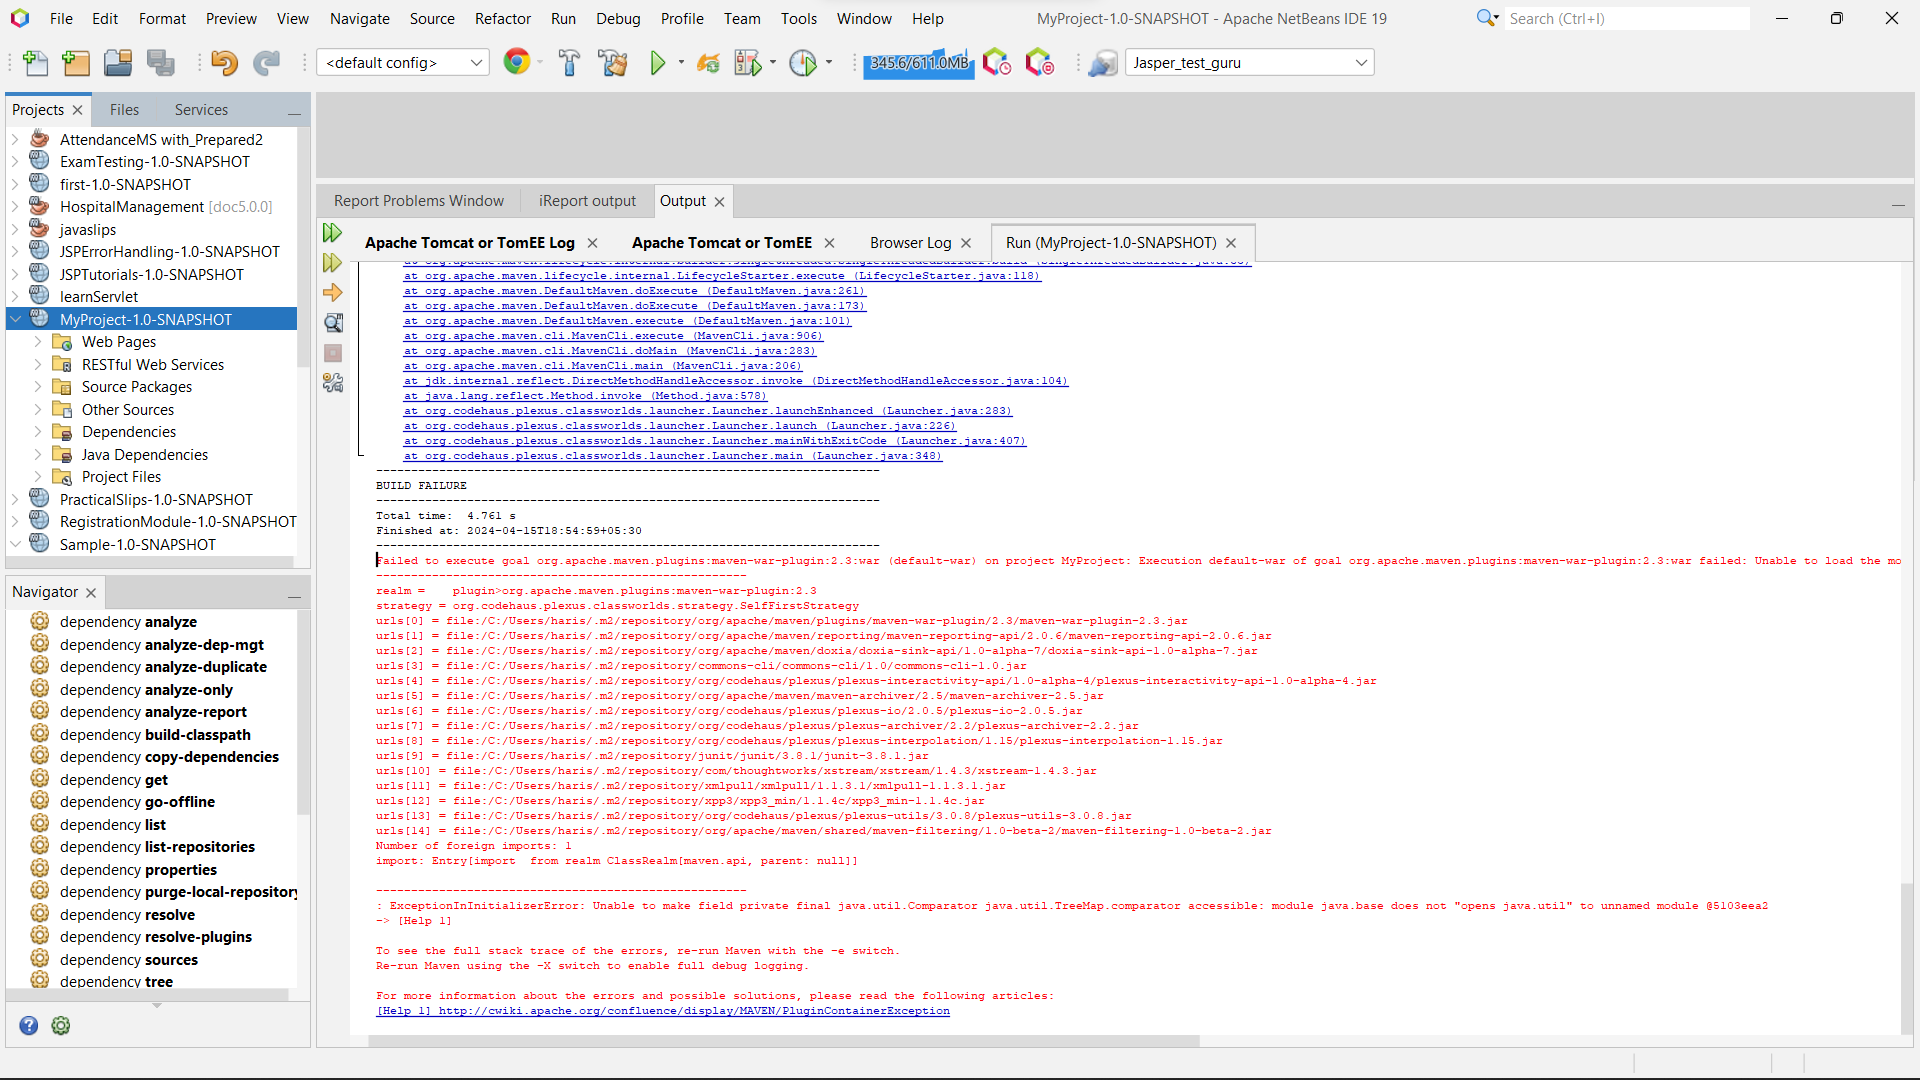 File Edit Format Preview View Navigate Source Refactor Run Debug Profile Team Tools Window Help MyProject-1.0-SNAPSHOT - Apache NetBeans IDE 19 Search (Ctrl+I)
<default config> 345.6/611.0MB Jasper_test_guru
Projects Files Services
AttendanceMS with_Prepared2
ExamTesting-1.0-SNAPSHOT
first-1.0-SNAPSHOT
HospitalManagement [doc5.0.0]
javaslips
JSPErrorHandling-1.0-SNAPSHOT
JSPTutorials-1.0-SNAPSHOT
learnServlet
MyProject-1.0-SNAPSHOT
Web Pages
RESTful Web Services
Source Packages
Other Sources
Dependencies
Java Dependencies
Project Files
PracticalSlips-1.0-SNAPSHOT
RegistrationModule-1.0-SNAPSHOT
Sample-1.0-SNAPSHOT
Navigator
dependency analyze
dependency analyze-dep-mgt
dependency analyze-duplicate
dependency analyze-only
dependency analyze-report
dependency build-classpath
dependency copy-dependencies
dependency get
dependency go-offline
dependency list
dependency list-repositories
dependency properties
dependency purge-local-repository
dependency resolve
dependency resolve-plugins
dependency sources
dependency tree
Report Problems Window iReport output Output
Apache Tomcat or TomEE Log Apache Tomcat or TomEE Browser Log Run (MyProject-1.0-SNAPSHOT)
at org.apache.maven.lifecycle.internal.LifecycleStarter.execute (LifecycleStarter.java:118)
at org.apache.maven.DefaultMaven.doExecute (DefaultMaven.java:261)
at org.apache.maven.DefaultMaven.doExecute (DefaultMaven.java:173)
at org.apache.maven.DefaultMaven.execute (DefaultMaven.java:101)
at org.apache.maven.cli.MavenCli.execute (MavenCli.java:906)
at org.apache.maven.cli.MavenCli.doMain (MavenCli.java:283)
at org.apache.maven.cli.MavenCli.main (MavenCli.java:206)
at jdk.internal.reflect.DirectMethodHandleAccessor.invoke (DirectMethodHandleAccessor.java:104)
at java.lang.reflect.Method.invoke (Method.java:578)
at org.codehaus.plexus.classworlds.launcher.Launcher.launchEnhanced (Launcher.java:283)
at org.codehaus.plexus.classworlds.launcher.Launcher.launch (Launcher.java:226)
at org.codehaus.plexus.classworlds.launcher.Launcher.mainWithExitCode (Launcher.java:407)
at org.codehaus.plexus.classworlds.launcher.Launcher.main (Launcher.java:348)
------------------------------------------------------------------------
BUILD FAILURE
------------------------------------------------------------------------
Total time:  4.761 s
Finished at: 2024-04-15T18:54:59+05:30
------------------------------------------------------------------------
Failed to execute goal org.apache.maven.plugins:maven-war-plugin:2.3:war (default-war) on project MyProject: Execution default-war of goal org.apache.maven.plugins:maven-war-plugin:2.3:war failed: Unable to load the mo
-----------------------------------------------------
realm =    plugin>org.apache.maven.plugins:maven-war-plugin:2.3
strategy = org.codehaus.plexus.classworlds.strategy.SelfFirstStrategy
urls[0] = file:/C:/Users/haris/.m2/repository/org/apache/maven/plugins/maven-war-plugin/2.3/maven-war-plugin-2.3.jar
urls[1] = file:/C:/Users/haris/.m2/repository/org/apache/maven/reporting/maven-reporting-api/2.0.6/maven-reporting-api-2.0.6.jar
urls[2] = file:/C:/Users/haris/.m2/repository/org/apache/maven/doxia/doxia-sink-api/1.0-alpha-7/doxia-sink-api-1.0-alpha-7.jar
urls[3] = file:/C:/Users/haris/.m2/repository/commons-cli/commons-cli/1.0/commons-cli-1.0.jar
urls[4] = file:/C:/Users/haris/.m2/repository/org/codehaus/plexus/plexus-interactivity-api/1.0-alpha-4/plexus-interactivity-api-1.0-alpha-4.jar
urls[5] = file:/C:/Users/haris/.m2/repository/org/apache/maven/maven-archiver/2.5/maven-archiver-2.5.jar
urls[6] = file:/C:/Users/haris/.m2/repository/org/codehaus/plexus/plexus-io/2.0.5/plexus-io-2.0.5.jar
urls[7] = file:/C:/Users/haris/.m2/repository/org/codehaus/plexus/plexus-archiver/2.2/plexus-archiver-2.2.jar
urls[8] = file:/C:/Users/haris/.m2/repository/org/codehaus/plexus/plexus-interpolation/1.15/plexus-interpolation-1.15.jar
urls[9] = file:/C:/Users/haris/.m2/repository/junit/junit/3.8.1/junit-3.8.1.jar
urls[10] = file:/C:/Users/haris/.m2/repository/com/thoughtworks/xstream/xstream/1.4.3/xstream-1.4.3.jar
urls[11] = file:/C:/Users/haris/.m2/repository/xmlpull/xmlpull/1.1.3.1/xmlpull-1.1.3.1.jar
urls[12] = file:/C:/Users/haris/.m2/repository/xpp3/xpp3_min/1.1.4c/xpp3_min-1.1.4c.jar
urls[13] = file:/C:/Users/haris/.m2/repository/org/codehaus/plexus/plexus-utils/3.0.8/plexus-utils-3.0.8.jar
urls[14] = file:/C:/Users/haris/.m2/repository/org/apache/maven/shared/maven-filtering/1.0-beta-2/maven-filtering-1.0-beta-2.jar
Number of foreign imports: 1
import: Entry[import  from realm ClassRealm[maven.api, parent: null]]
-----------------------------------------------------
: ExceptionInInitializerError: Unable to make field private final java.util.Comparator java.util.TreeMap.comparator accessible: module java.base does not "opens java.util" to unnamed module @5103eea2
-> [Help 1]
To see the full stack trace of the errors, re-run Maven with the -e switch.
Re-run Maven using the -X switch to enable full debug logging.
For more information about the errors and possible solutions, please read the following articles:
[Help 1] http://cwiki.apache.org/confluence/display/MAVEN/PluginContainerException